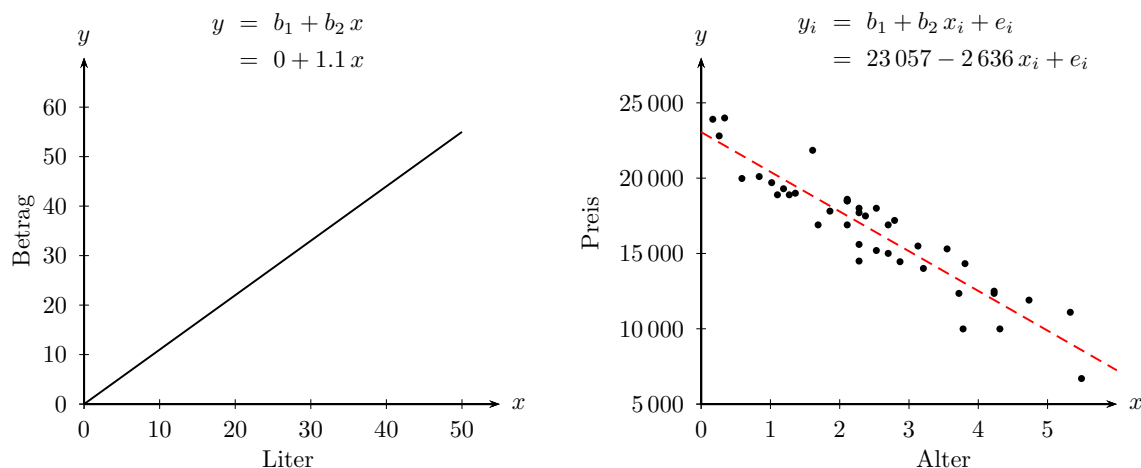 y = b₁ + b₂ x
= 0 + 1.1 x
y
60
50
40
30
20
10
0
Betrag
0 10 20 30 40 50
x
Liter
yᵢ = b₁ + b₂ xᵢ + eᵢ
= 23 057 − 2 636 xᵢ + eᵢ
y
25 000
20 000
15 000
10 000
5 000
Preis
0 1 2 3 4 5
x
Alter